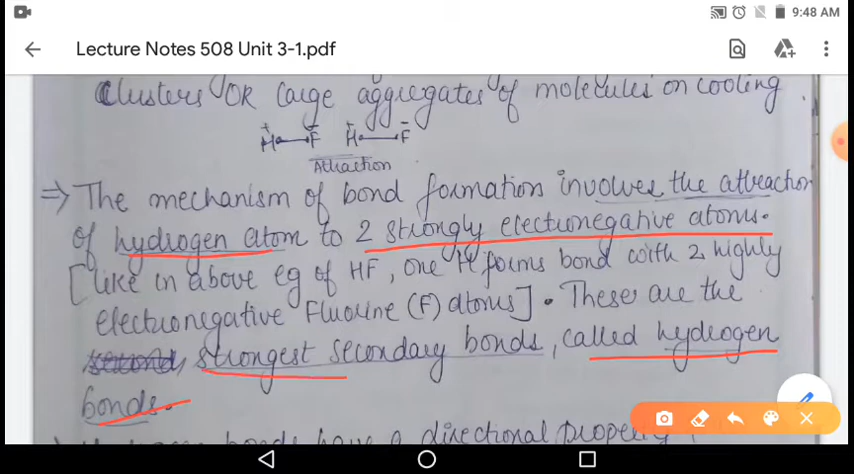 9:48 AM
Lecture Notes 508 Unit 3-1.pdf
Clusters OR large aggregates of molecules on cooling.
H F H F
Attraction
⇒ The mechanism of bond formation involves the attraction
of hydrogen atom to 2 strongly electronegative atoms.
[like in above eg of HF, one H forms bond with 2 highly
electronegative Fluorine (F) atoms]. These are the
strongest secondary bonds, called hydrogen
bonds.
bonds have a directional property